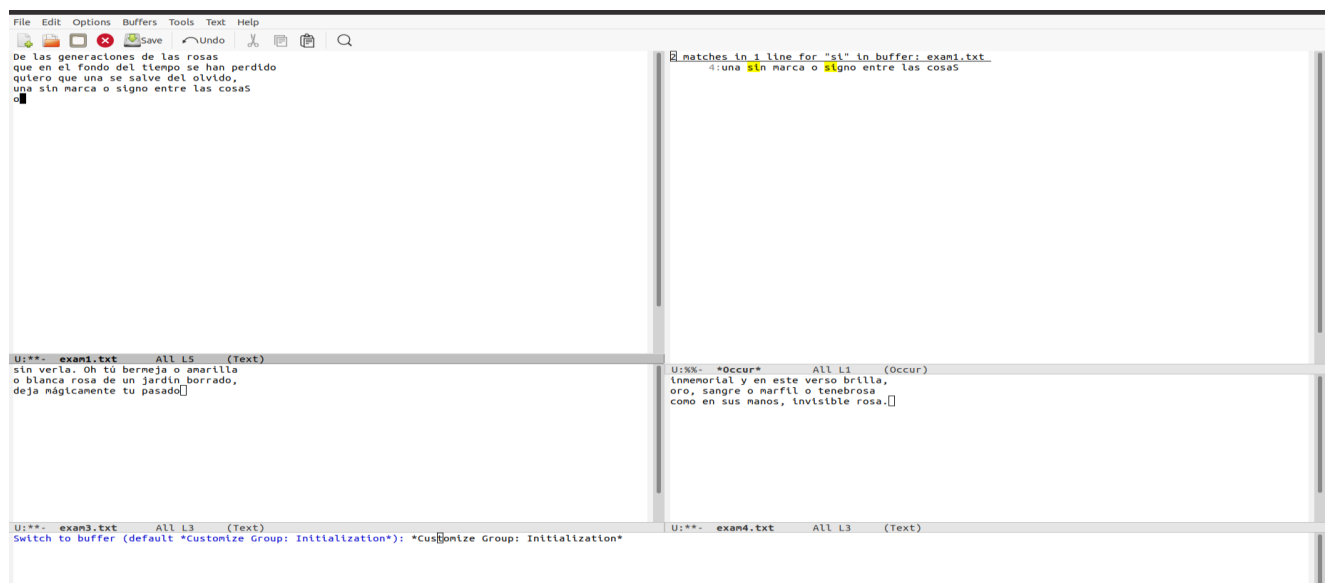 File Edit Options Buffers Tools Text Help
Save Undo
De las generaciones de las rosas
que en el fondo del tiempo se han perdido
quiero que una se salve del olvido,
una sin marca o signo entre las cosaS
o
U:**- exam1.txt All L5 (Text)
2 matches in 1 line for "si" in buffer: exam1.txt
4:una sin marca o signo entre las cosaS
U:%%- *Occur* All L1 (Occur)
sin verla. Oh tú bermeja o amarilla
o blanca rosa de un jardín borrado,
deja mágicamente tu pasado
U:**- exam3.txt All L3 (Text)
inmemorial y en este verso brilla,
oro, sangre o marfil o tenebrosa
como en sus manos, invisible rosa.
U:**- exam4.txt All L3 (Text)
Switch to buffer (default *Customize Group: Initialization*): *Customize Group: Initialization*